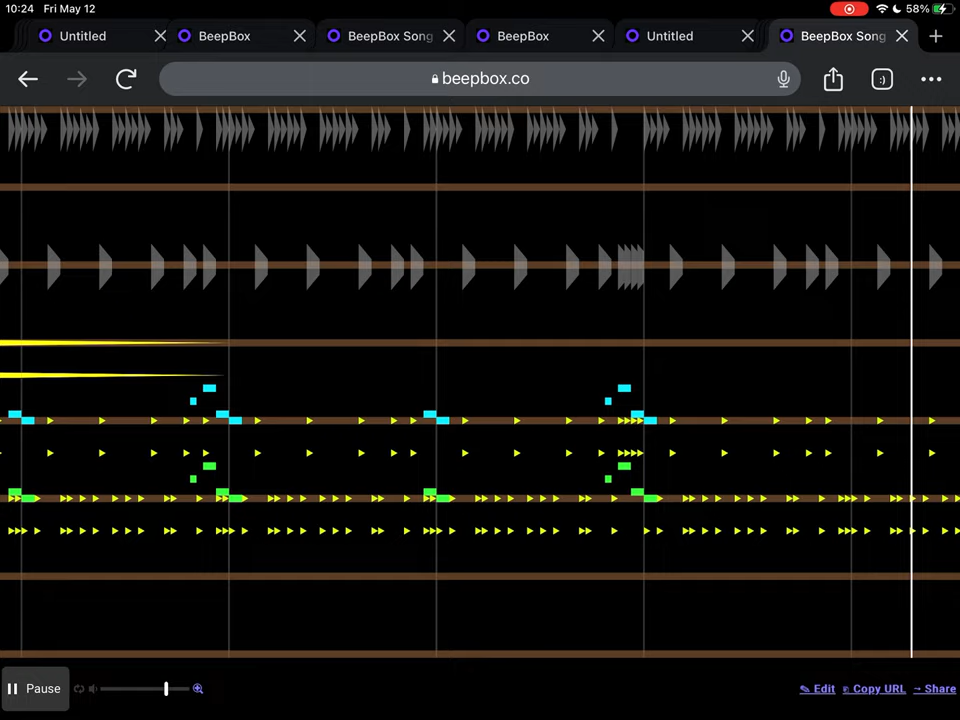 10:24 Fri May 12 58%
Untitled BeepBox BeepBox Song BeepBox Untitled BeepBox Song
beepbox.co
Pause Edit Copy URL Share